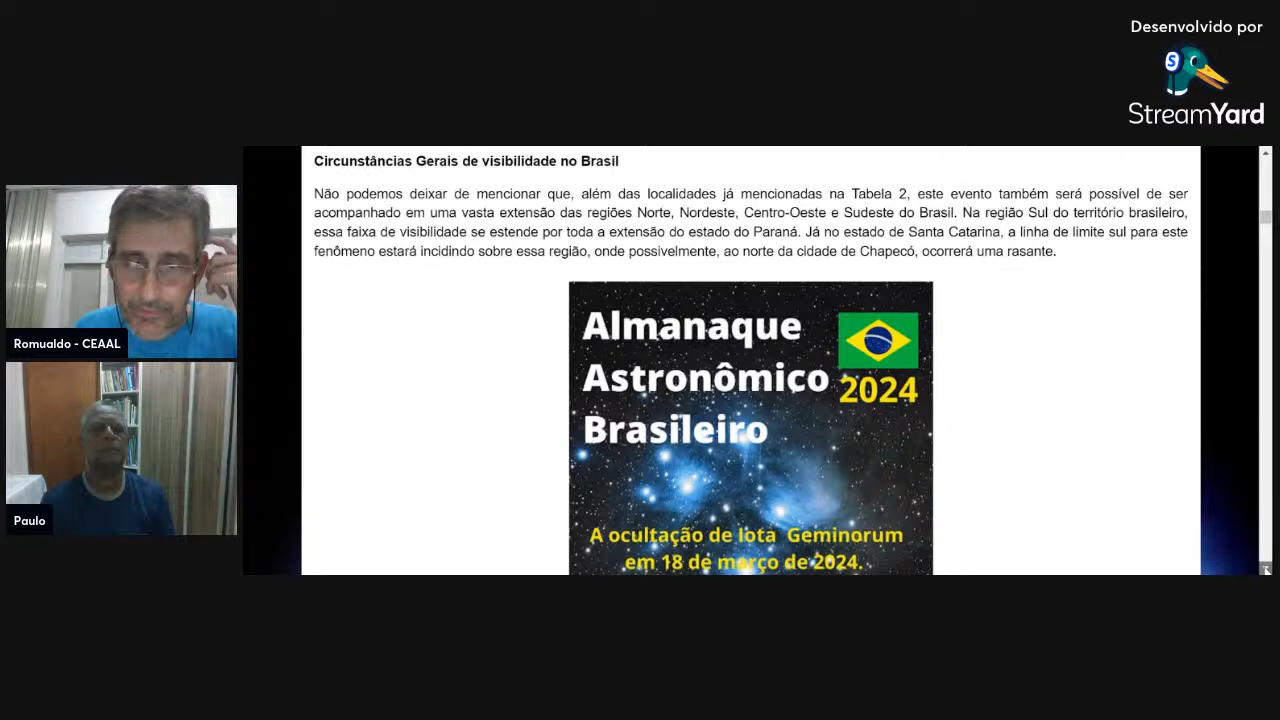 Desenvolvido por
StreamYard
Circunstâncias Gerais de visibilidade no Brasil
Não podemos deixar de mencionar que, além das localidades já mencionadas na Tabela 2, este evento também será possível de ser
acompanhado em uma vasta extensão das regiões Norte, Nordeste, Centro-Oeste e Sudeste do Brasil. Na região Sul do território brasileiro,
essa faixa de visibilidade se estende por toda a extensão do estado do Paraná. Já no estado de Santa Catarina, a linha de limite sul para este
fenômeno estará incidindo sobre essa região, onde possivelmente, ao norte da cidade de Chapecó, ocorrerá uma rasante.
Almanaque
Astronômico
2024
Brasileiro
A ocultação de Iota Geminorum
em 18 de março de 2024.
Romualdo - CEAAL
Paulo